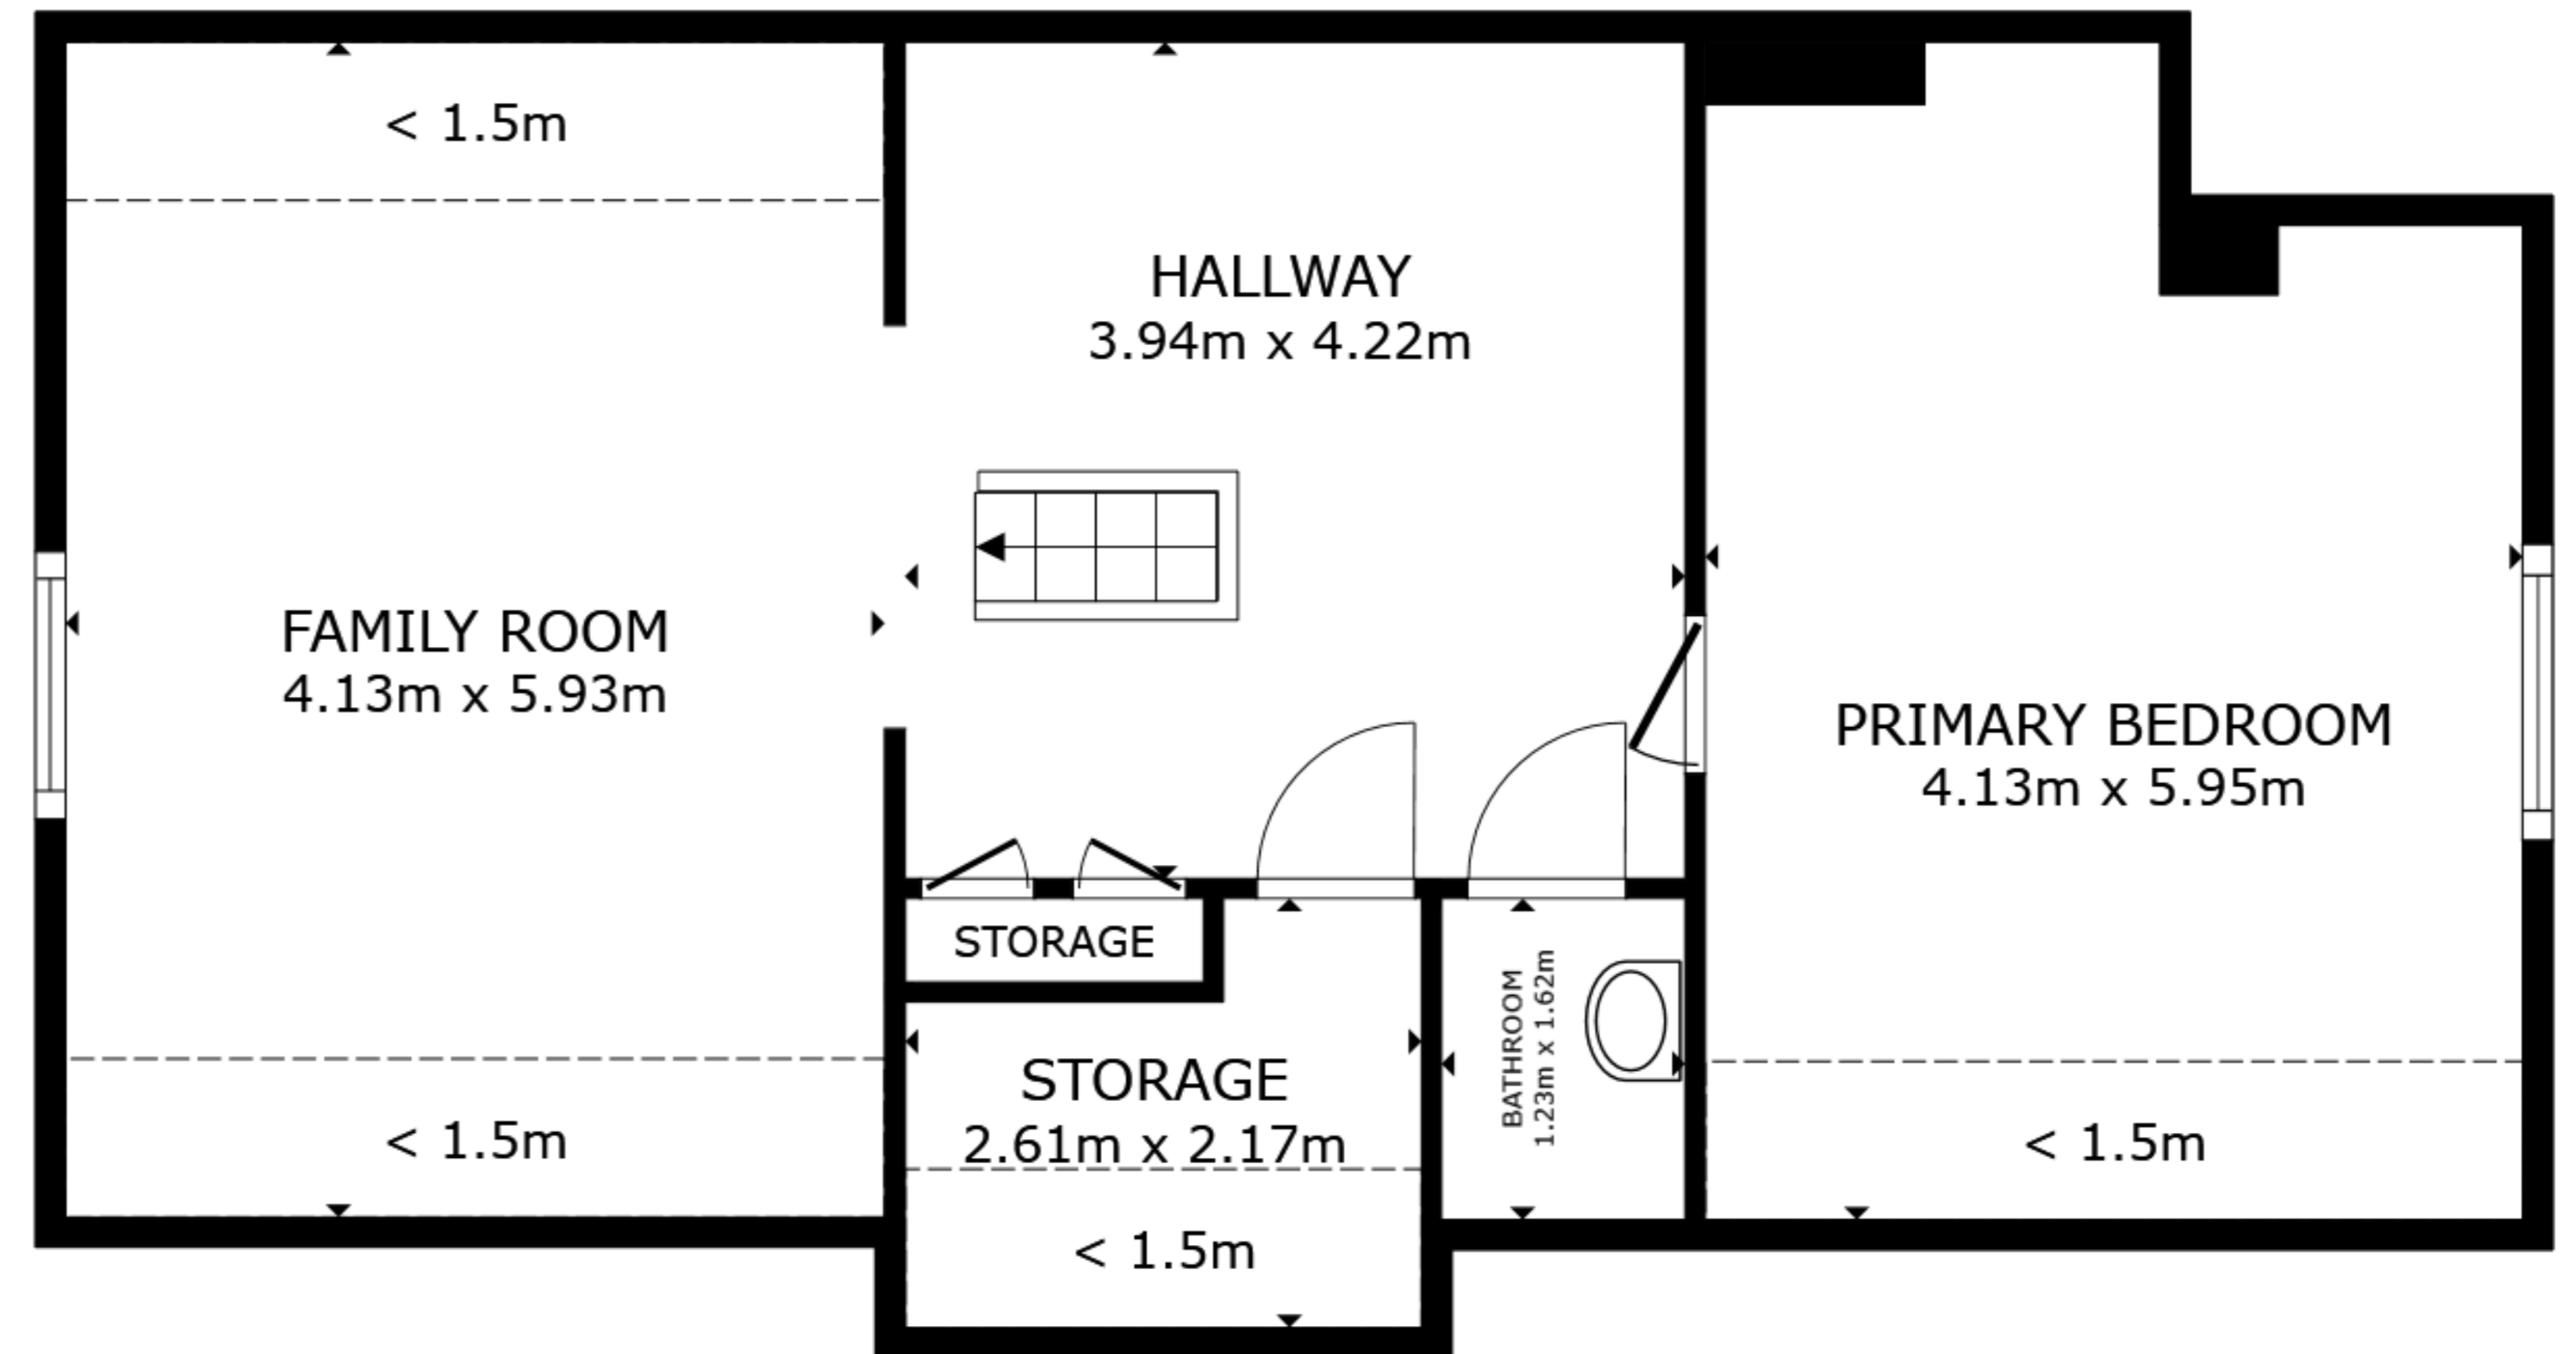 < 1.5m
HALLWAY
3.94m x 4.22m
FAMILY ROOM
4.13m x 5.93m
PRIMARY BEDROOM
4.13m x 5.95m
STORAGE
BATHROOM
1.23m x 1.62m
STORAGE
2.61m x 2.17m
< 1.5m
< 1.5m
< 1.5m